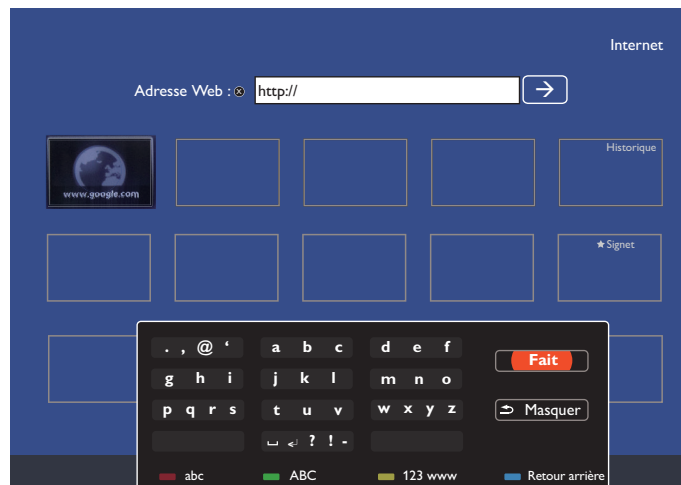 Internet
Adresse Web : http://
www.google.com
Historique
Signet
. , @ ‘ a b c d e f
Fait
g h i j k l m n o
p q r s t u v w x y z
Masquer
␣ ↲ ? ! -
abc ABC 123 www Retour arrière